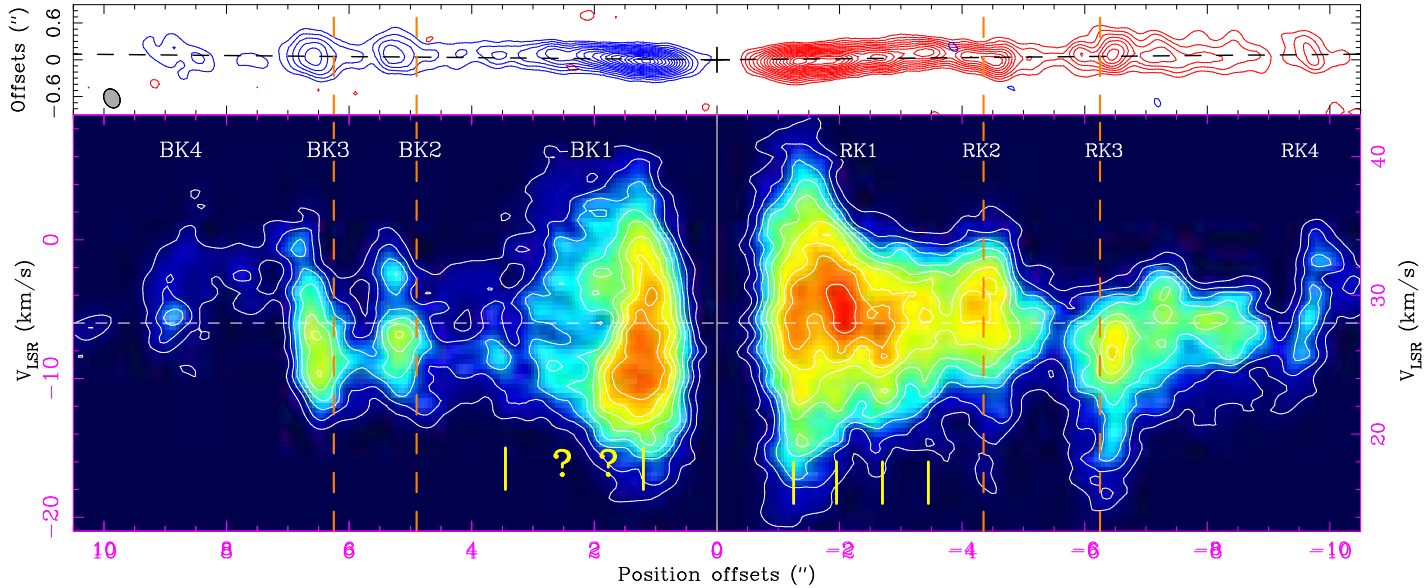 Offsets (")
0.6
0
−0.6
BK4 BK3 BK2 BK1 RK1 RK2 RK3 RK4
V_LSR (km/s)
0
−10
−20
40
30
20
V_LSR (km/s)
? ?
10 8 6 4 2 0 −2 −4 −6 −8 −10
Position offsets (")